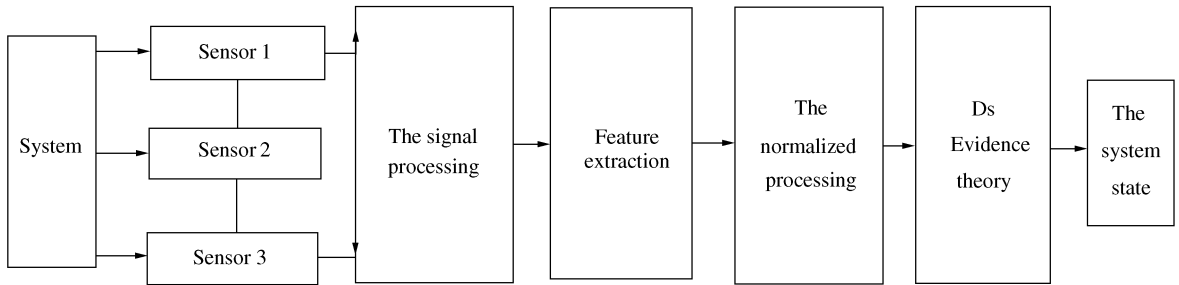 System
Sensor 1
Sensor 2
Sensor 3
The signal
processing
Feature
extraction
The
normalized
processing
Ds
Evidence
theory
The
system
state